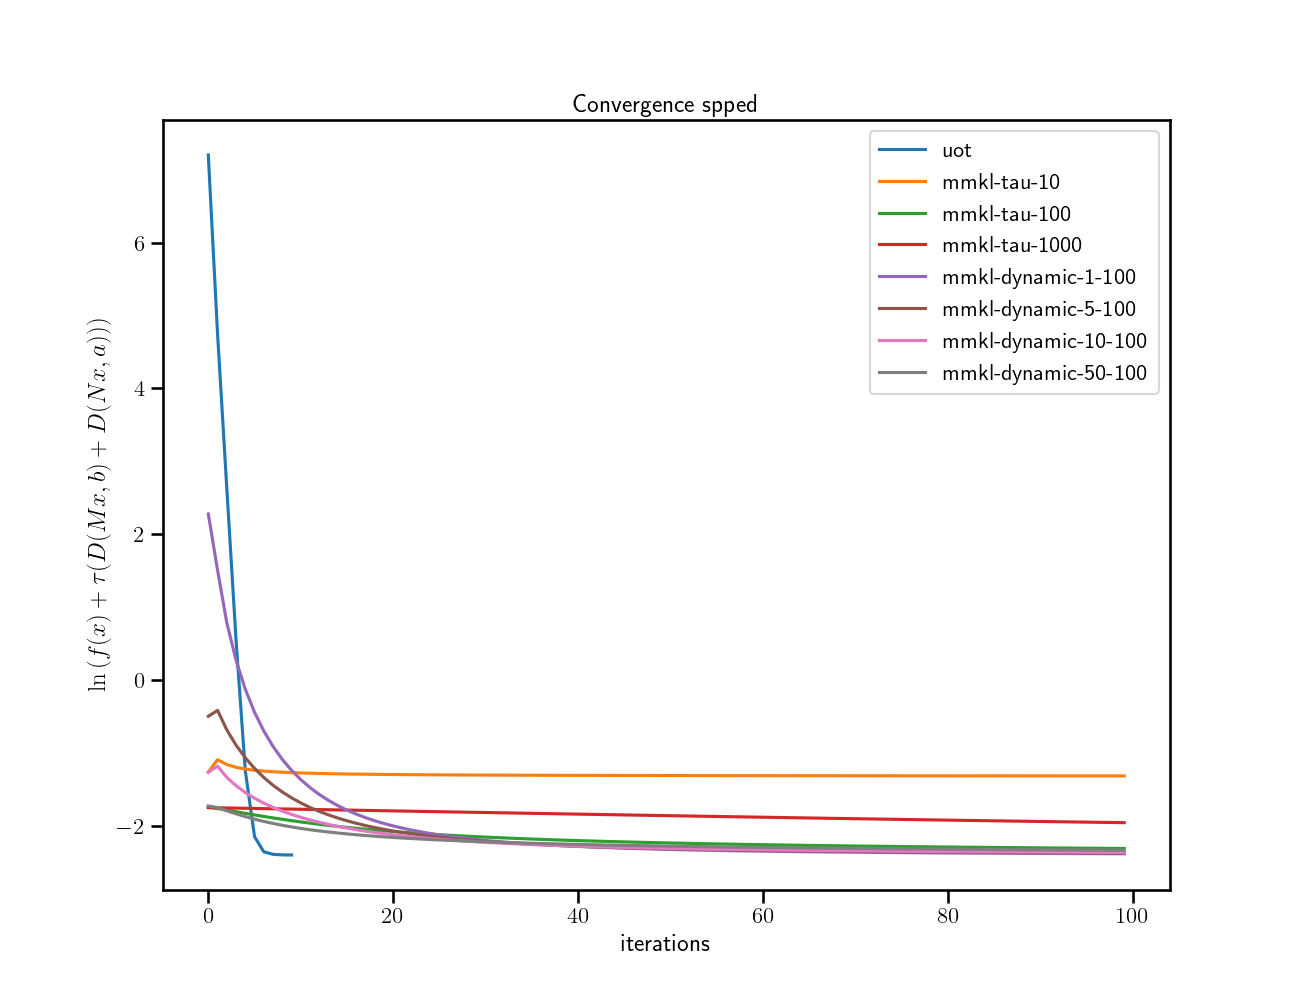 Convergence spped
ln (f(x) + τ(D(Mx, b) + D(Nx, a)))
6
4
2
0
−2
uot
mmkl-tau-10
mmkl-tau-100
mmkl-tau-1000
mmkl-dynamic-1-100
mmkl-dynamic-5-100
mmkl-dynamic-10-100
mmkl-dynamic-50-100
0 20 40 60 80 100
iterations